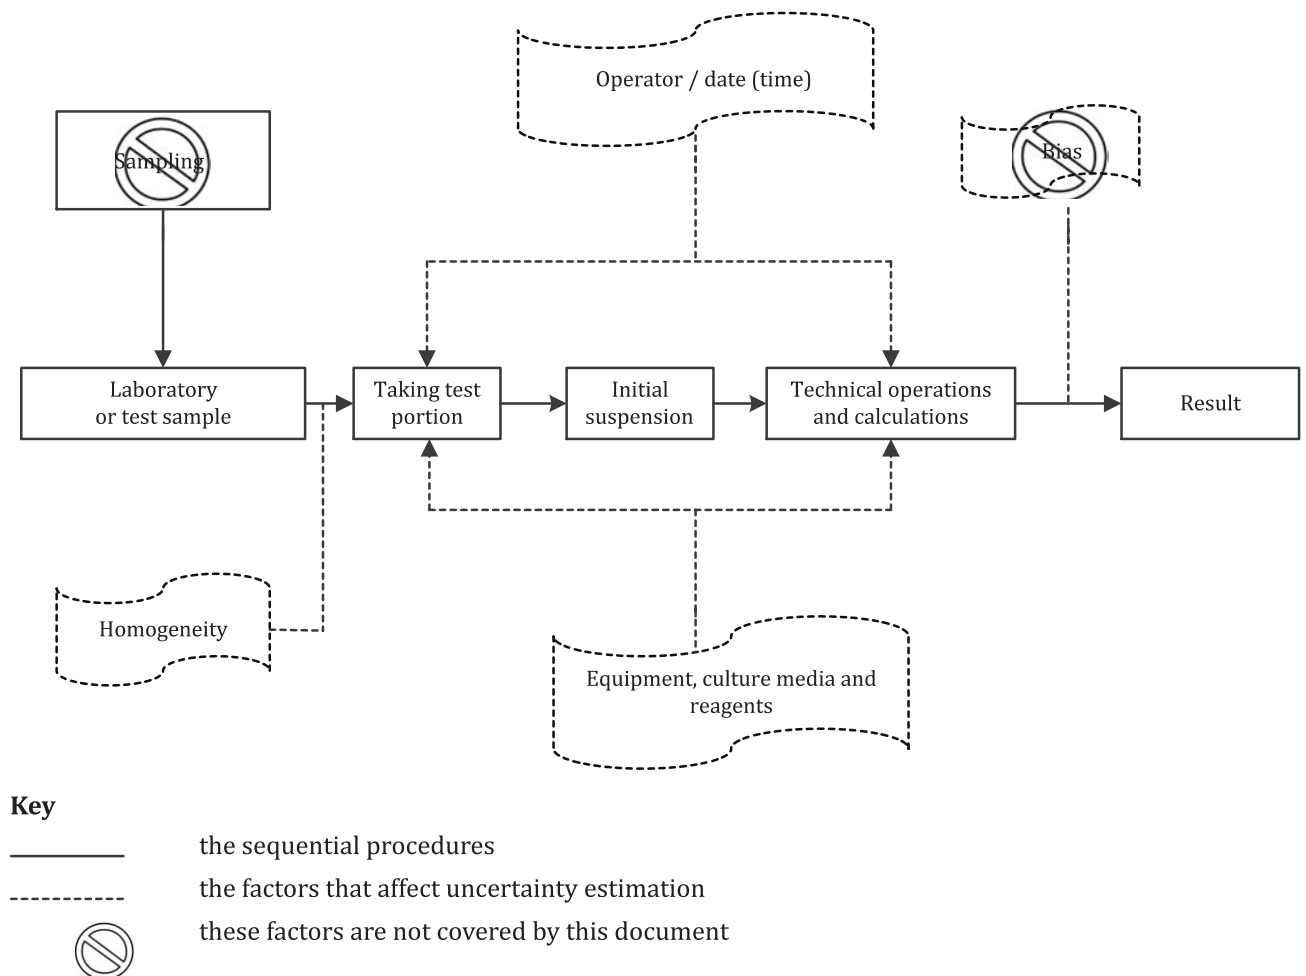 Operator / date (time)
Sampling
Bias
Laboratory
or test sample
Taking test
portion
Initial
suspension
Technical operations
and calculations
Result
Homogeneity
Equipment, culture media and
reagents
Key
the sequential procedures
the factors that affect uncertainty estimation
these factors are not covered by this document